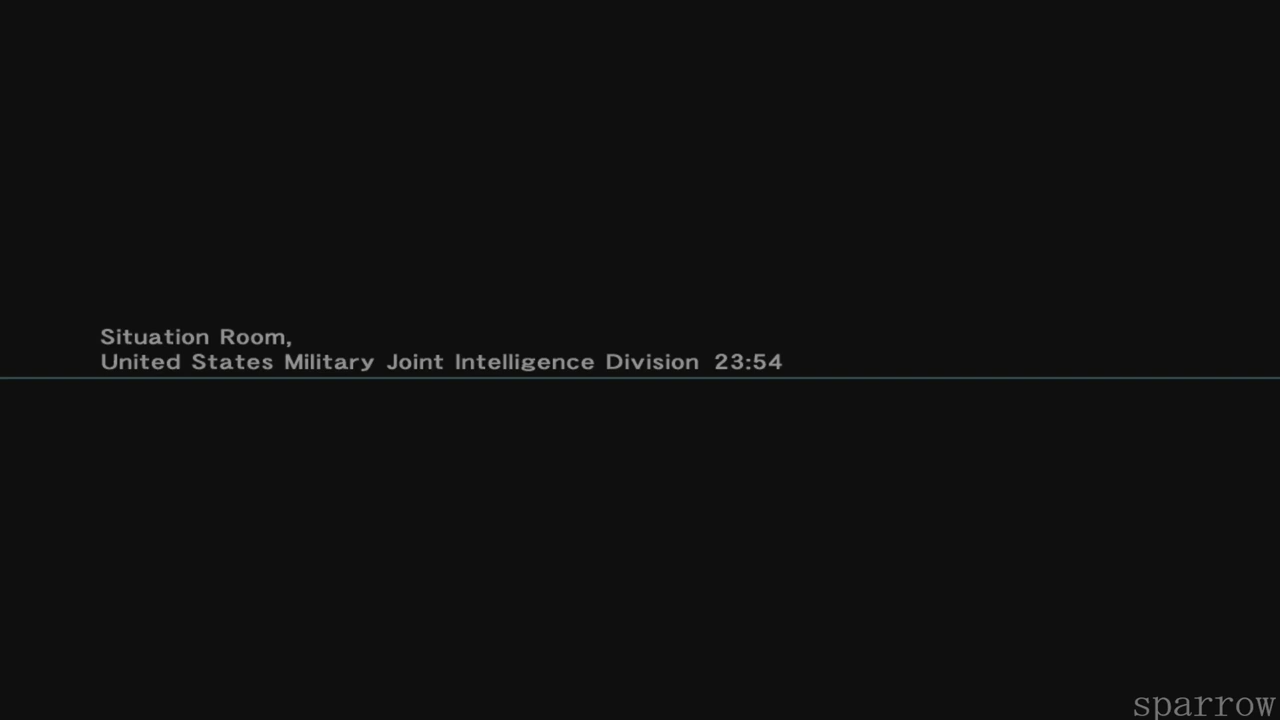 Situation Room,
United States Military Joint Intelligence Division 23:54
sparrow